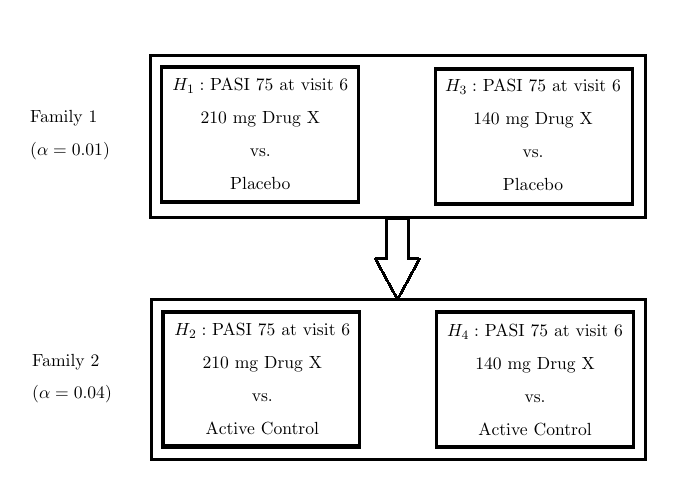 Family 1
(α = 0.01)
H₁ : PASI 75 at visit 6
210 mg Drug X
vs.
Placebo
H₃ : PASI 75 at visit 6
140 mg Drug X
vs.
Placebo
Family 2
(α = 0.04)
H₂ : PASI 75 at visit 6
210 mg Drug X
vs.
Active Control
H₄ : PASI 75 at visit 6
140 mg Drug X
vs.
Active Control